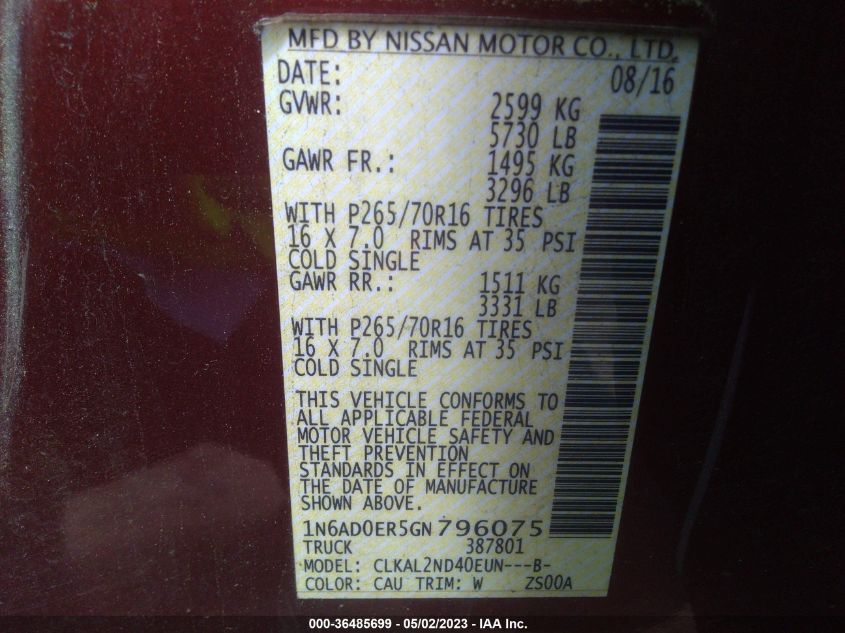 MFD BY NISSAN MOTOR CO., LTD.
DATE: 08/16
GVWR: 2599 KG
5730 LB
GAWR FR.: 1495 KG
3296 LB
WITH P265/70R16 TIRES
16 X 7.0 RIMS AT 35 PSI
COLD SINGLE
GAWR RR.: 1511 KG
3331 LB
WITH P265/70R16 TIRES
16 X 7.0 RIMS AT 35 PSI
COLD SINGLE
THIS VEHICLE CONFORMS TO
ALL APPLICABLE FEDERAL
MOTOR VEHICLE SAFETY AND
THEFT PREVENTION
STANDARDS IN EFFECT ON
THE DATE OF MANUFACTURE
SHOWN ABOVE.
1N6AD0ER5GN796075
TRUCK 387801
MODEL: CLKAL2ND40EUN---B-
COLOR: CAU TRIM: W ZS00A
000-36485699 - 05/02/2023 - IAA Inc.